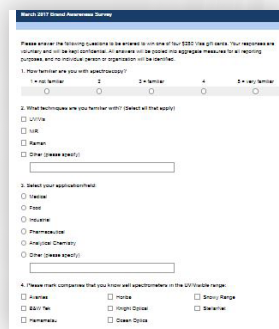 March 2017 Brand Awareness Survey
Please answer the following questions to be entered to win one of four $250 Visa gift cards. Your responses are
voluntary and will be kept confidential. All answers will be pooled into aggregate measures for all reporting
purposes, and no individual person or organization will be identified.
1. How familiar are you with spectroscopy?
1 = not familiar 2 3 = familiar 4 5 = very familiar
2. What techniques are you familiar with? (Select all that apply)
UV/Vis
NIR
Raman
Other (please specify)
3. Select your application/field:
Medical
Food
Industrial
Pharmaceutical
Analytical Chemistry
Other (please specify)
4. Please mark companies that you know sell spectrometers in the UV/Visible range:
Avantes Horiba Snowy Range
B&W Tek Knight Optical StellarNet
Hamamatsu Ocean Optics